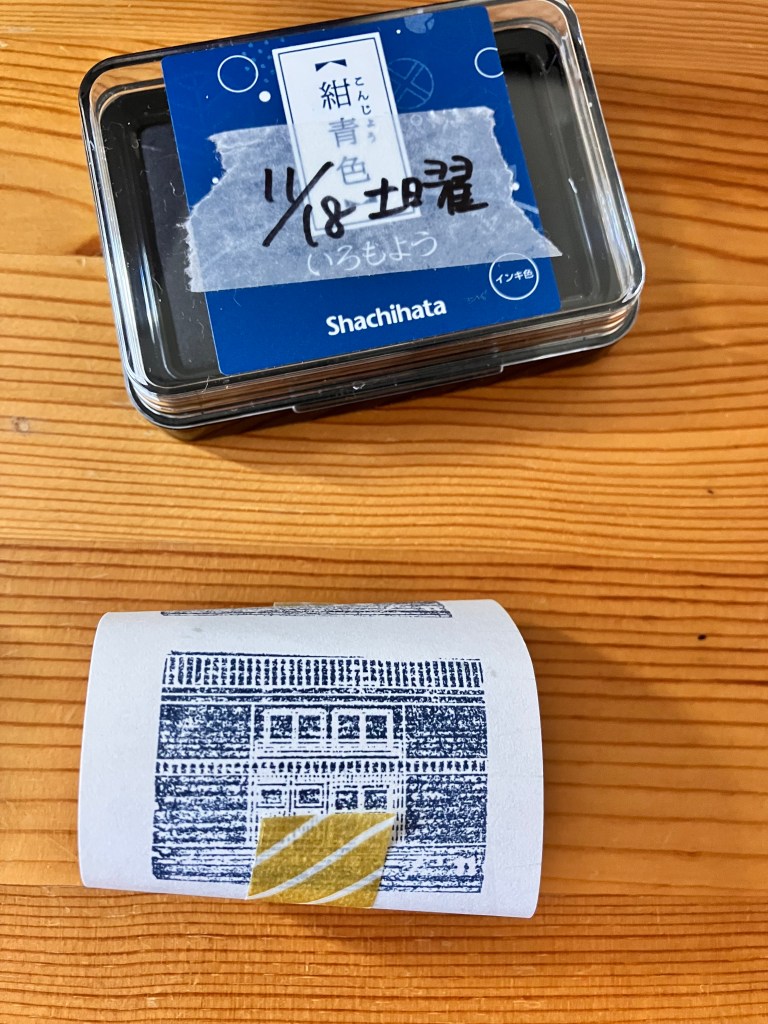 【紺青色
こんじょう
11/18 土曜
いろもよう
インキ色
Shachihata